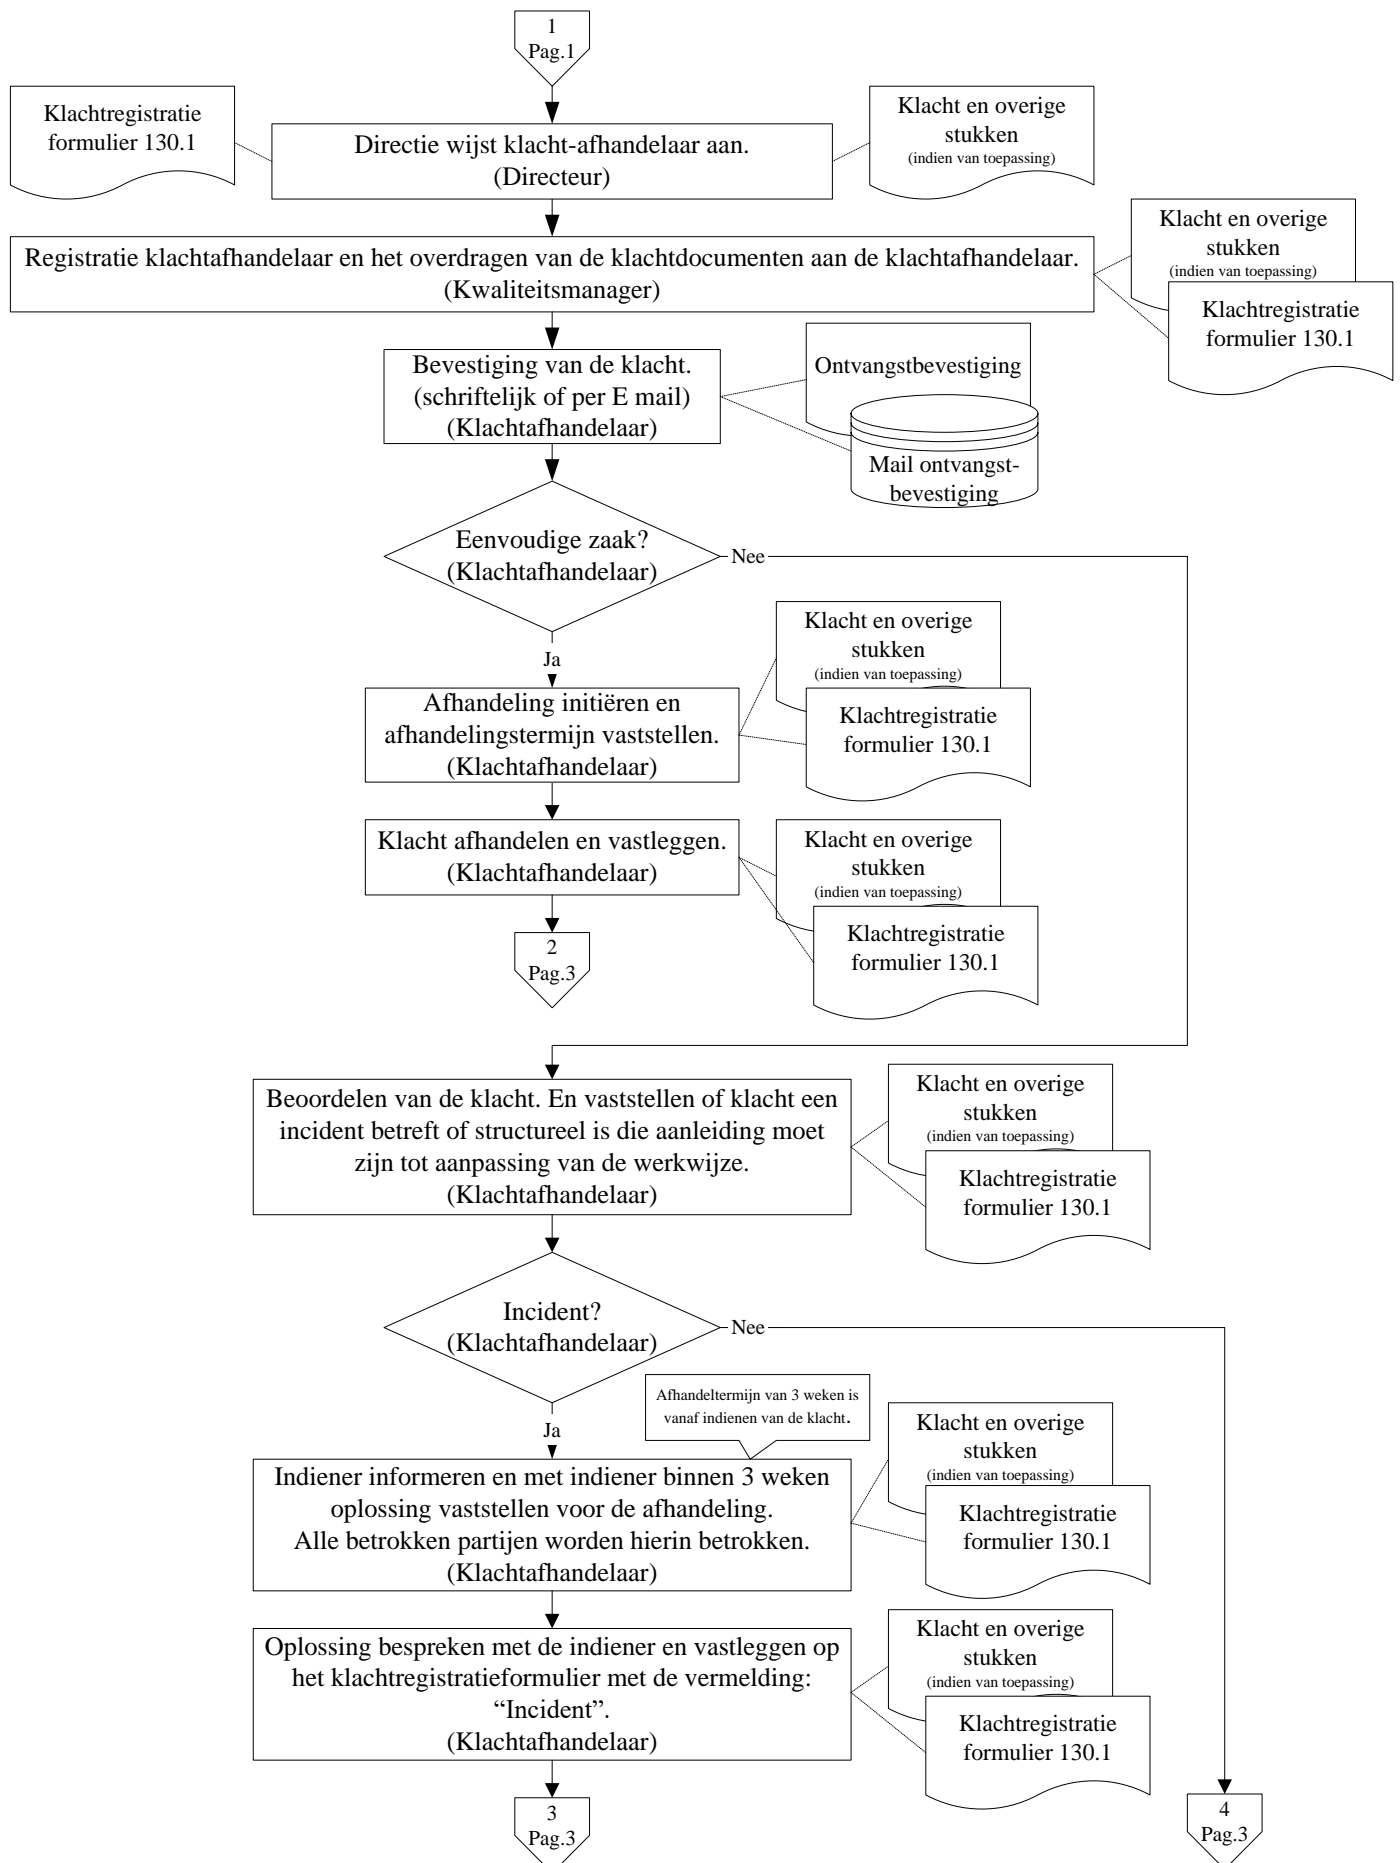 1
Pag.1
Klachtregistratie
formulier 130.1
Directie wijst klacht-afhandelaar aan.
(Directeur)
Klacht en overige
stukken
(indien van toepassing)
Registratie klachtafhandelaar en het overdragen van de klachtdocumenten aan de klachtafhandelaar.
(Kwaliteitsmanager)
Klacht en overige
stukken
(indien van toepassing)
Klachtregistratie
formulier 130.1
Bevestiging van de klacht.
(schriftelijk of per E mail)
(Klachtafhandelaar)
Ontvangstbevestiging
Mail ontvangst-
bevestiging
Eenvoudige zaak?
(Klachtafhandelaar)
Nee
Ja
Klacht en overige
stukken
(indien van toepassing)
Klachtregistratie
formulier 130.1
Afhandeling initiëren en
afhandelingstermijn vaststellen.
(Klachtafhandelaar)
Klacht afhandelen en vastleggen.
(Klachtafhandelaar)
Klacht en overige
stukken
(indien van toepassing)
Klachtregistratie
formulier 130.1
2
Pag.3
Beoordelen van de klacht. En vaststellen of klacht een
incident betreft of structureel is die aanleiding moet
zijn tot aanpassing van de werkwijze.
(Klachtafhandelaar)
Klacht en overige
stukken
(indien van toepassing)
Klachtregistratie
formulier 130.1
Incident?
(Klachtafhandelaar)
Nee
Ja
Afhandeltermijn van 3 weken is
vanaf indienen van de klacht.
Indiener informeren en met indiener binnen 3 weken
oplossing vaststellen voor de afhandeling.
Alle betrokken partijen worden hierin betrokken.
(Klachtafhandelaar)
Klacht en overige
stukken
(indien van toepassing)
Klachtregistratie
formulier 130.1
Oplossing bespreken met de indiener en vastleggen op
het klachtregistratieformulier met de vermelding:
“Incident”.
(Klachtafhandelaar)
Klacht en overige
stukken
(indien van toepassing)
Klachtregistratie
formulier 130.1
3
Pag.3
4
Pag.3